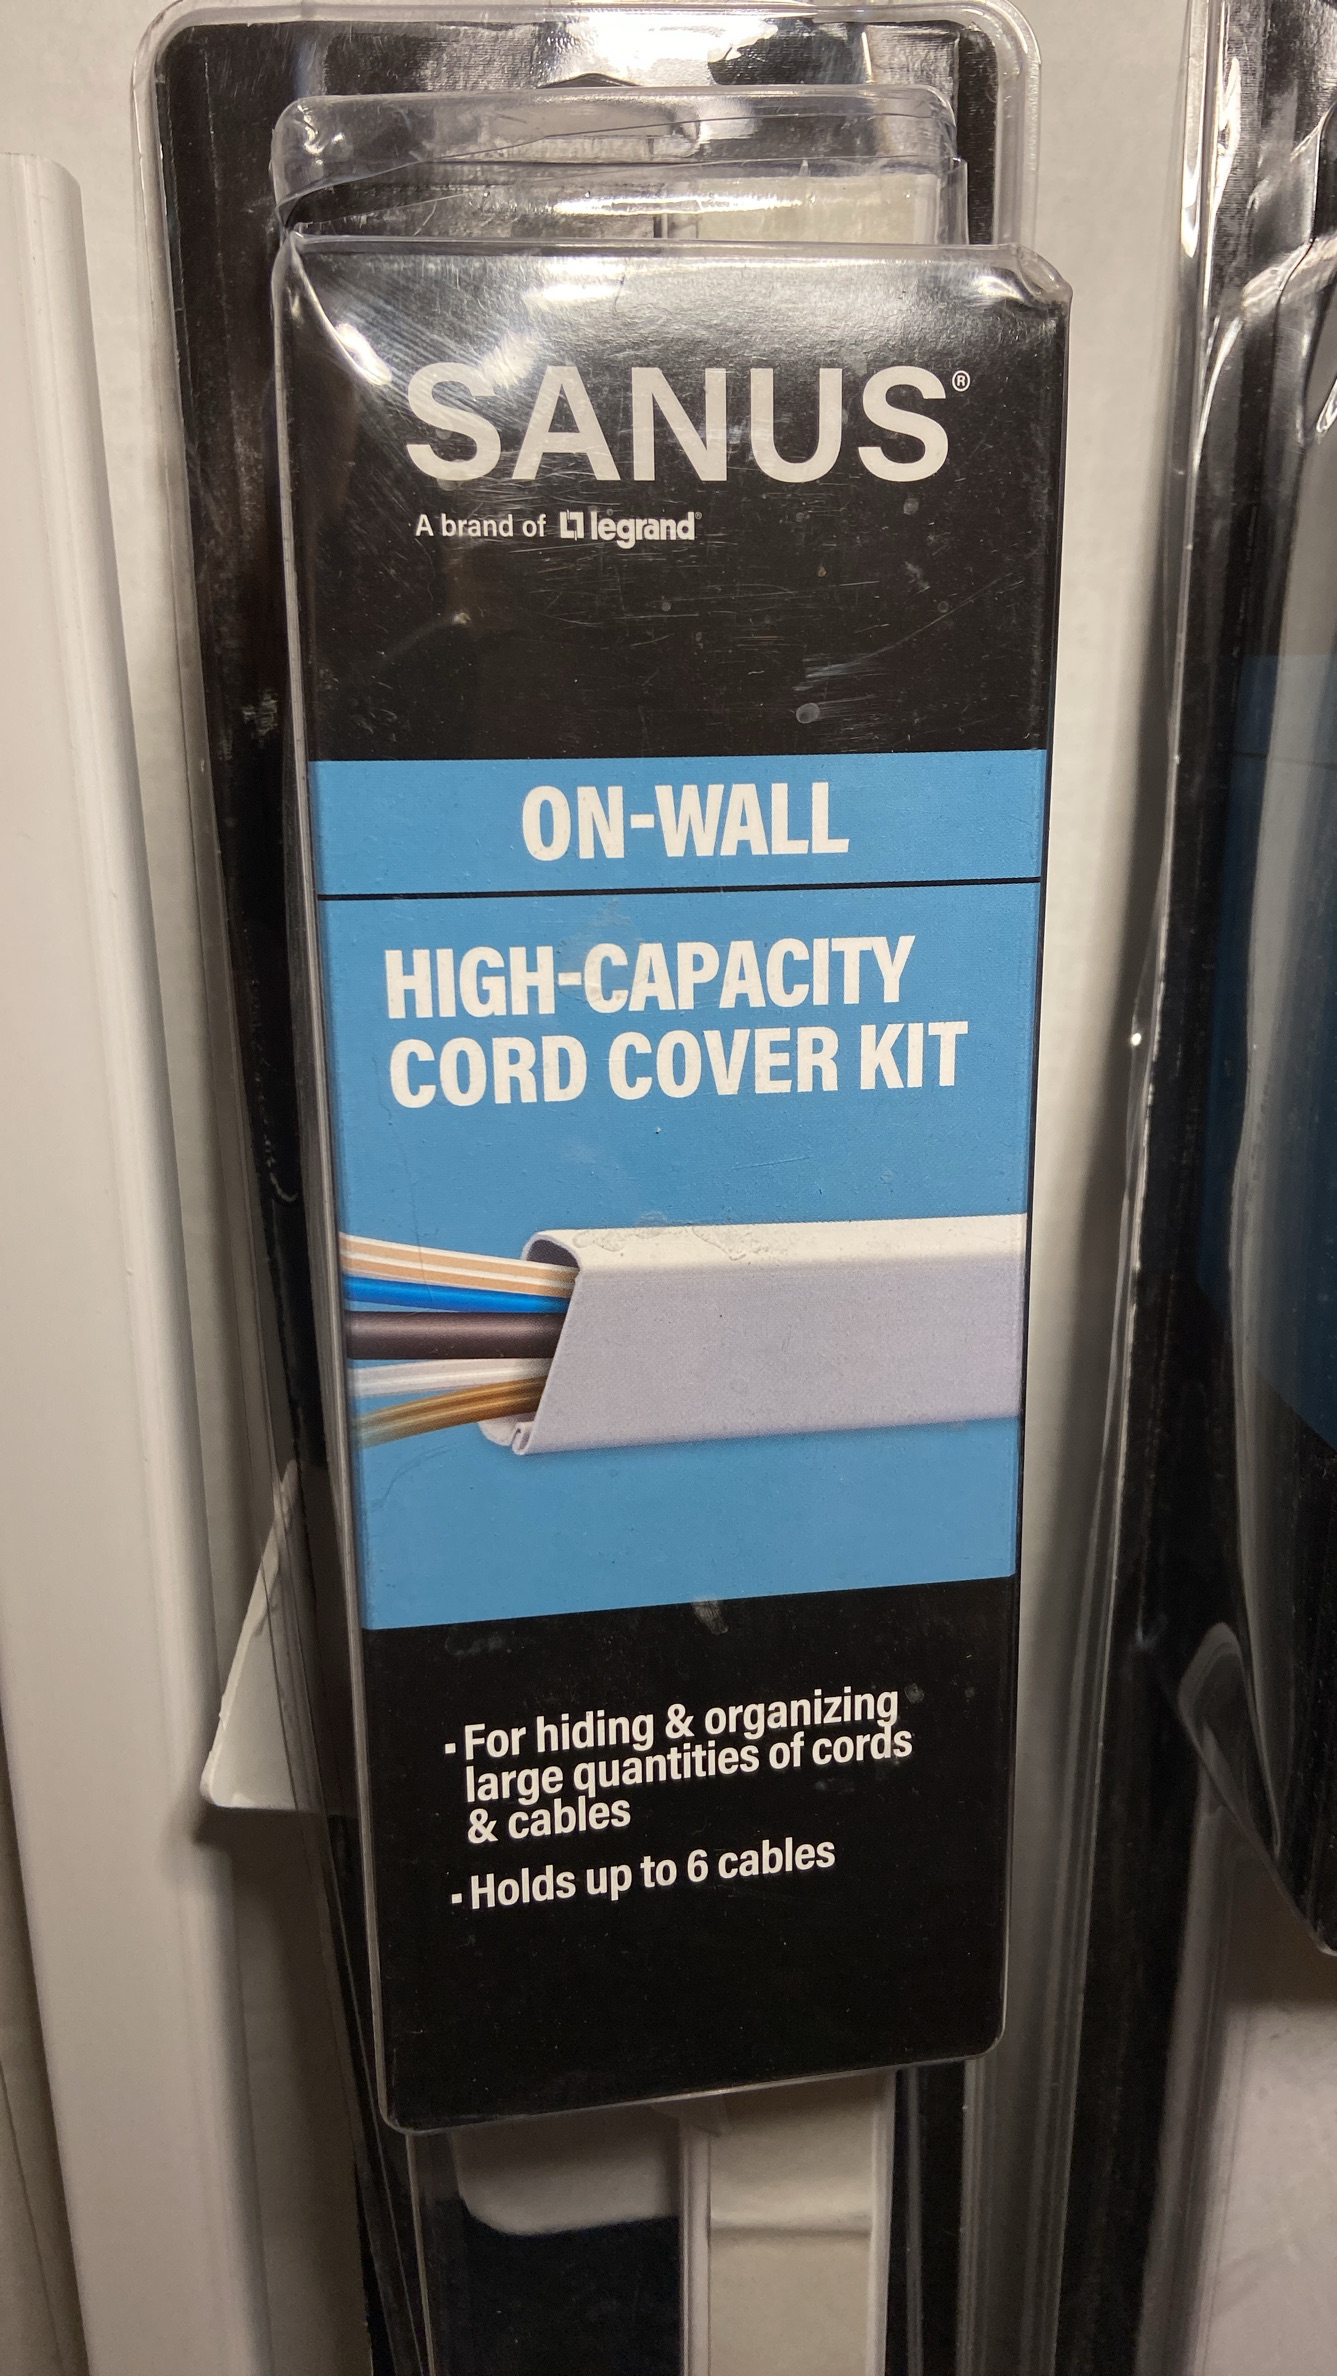 SANUS®
A brand of legrand®
ON-WALL
HIGH-CAPACITY
CORD COVER KIT
▪ For hiding & organizing
large quantities of cords
& cables
▪ Holds up to 6 cables